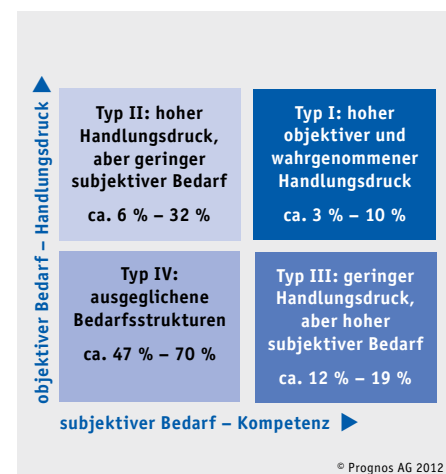 objektiver Bedarf – Handlungsdruck
Typ II: hoher
Handlungsdruck,
aber geringer
subjektiver Bedarf
ca. 6 % – 32 %
Typ I: hoher
objektiver und
wahrgenommener
Handlungsdruck
ca. 3 % – 10 %
Typ IV:
ausgeglichene
Bedarfsstrukturen
ca. 47 % – 70 %
Typ III: geringer
Handlungsdruck,
aber hoher
subjektiver Bedarf
ca. 12 % – 19 %
subjektiver Bedarf – Kompetenz
© Prognos AG 2012